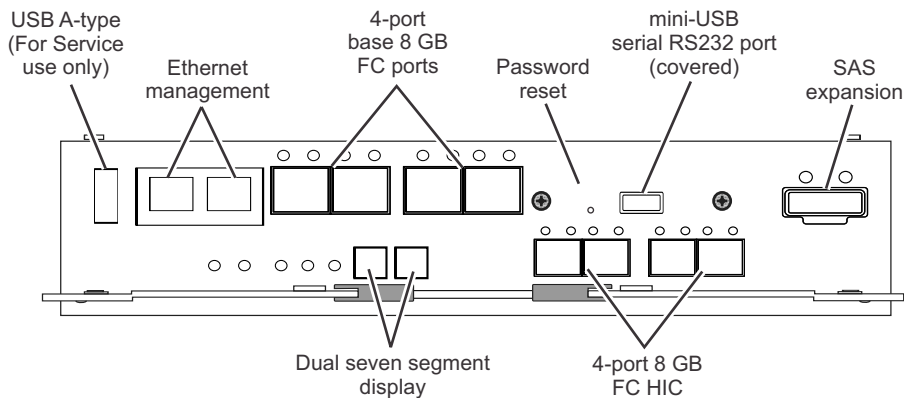 USB A-type
(For Service
use only)
Ethernet
management
4-port
base 8 GB
FC ports
Password
reset
mini-USB
serial RS232 port
(covered)
SAS
expansion
Dual seven segment
display
4-port 8 GB
FC HIC